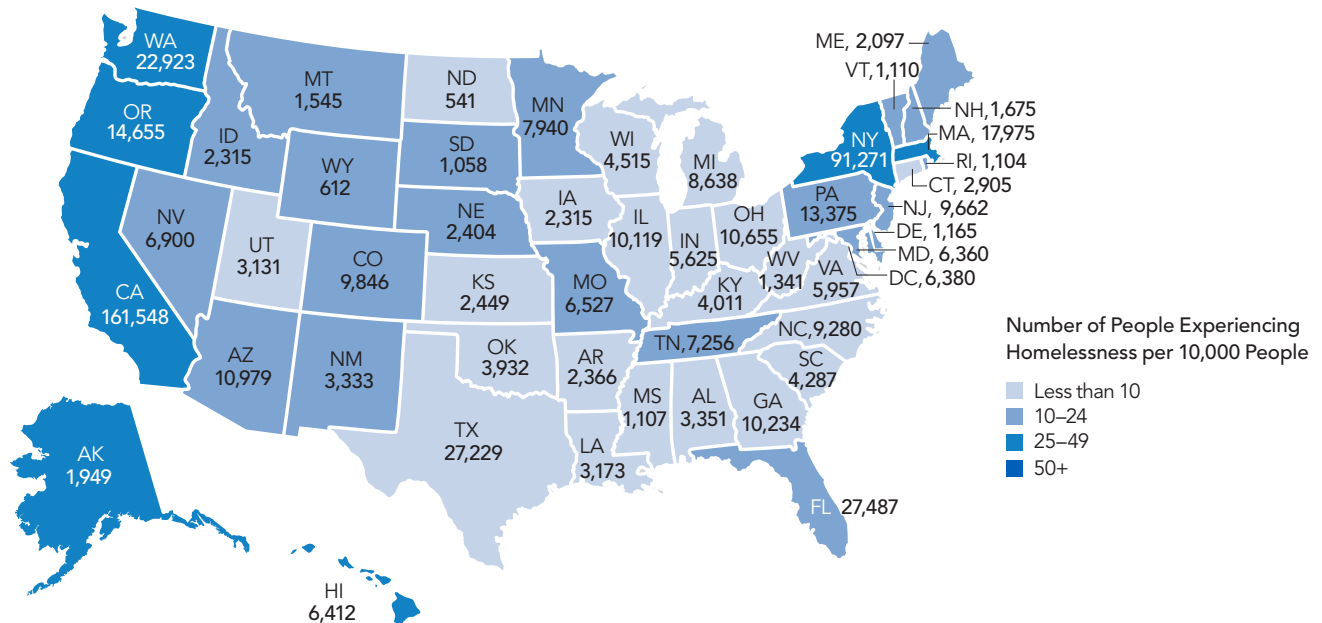 WA
22,923
OR
14,655
CA
161,548
ID
2,315
NV
6,900
MT
1,545
WY
612
UT
3,131
CO
9,846
AZ
10,979
NM
3,333
ND
541
SD
1,058
NE
2,404
KS
2,449
OK
3,932
TX
27,229
MN
7,940
IA
2,315
MO
6,527
AR
2,366
LA
3,173
WI
4,515
IL
10,119
MI
8,638
IN
5,625
OH
10,655
KY
4,011
WV
1,341
VA
5,957
TN, 7,256
NC, 9,280
SC
4,287
MS
1,107
AL
3,351
GA
10,234
FL 27,487
PA
13,375
NY
91,271
ME, 2,097
VT, 1,110
NH, 1,675
MA, 17,975
RI, 1,104
CT, 2,905
NJ, 9,662
DE, 1,165
MD, 6,360
DC, 6,380
AK
1,949
HI
6,412
Number of People Experiencing
Homelessness per 10,000 People
Less than 10
10–24
25–49
50+